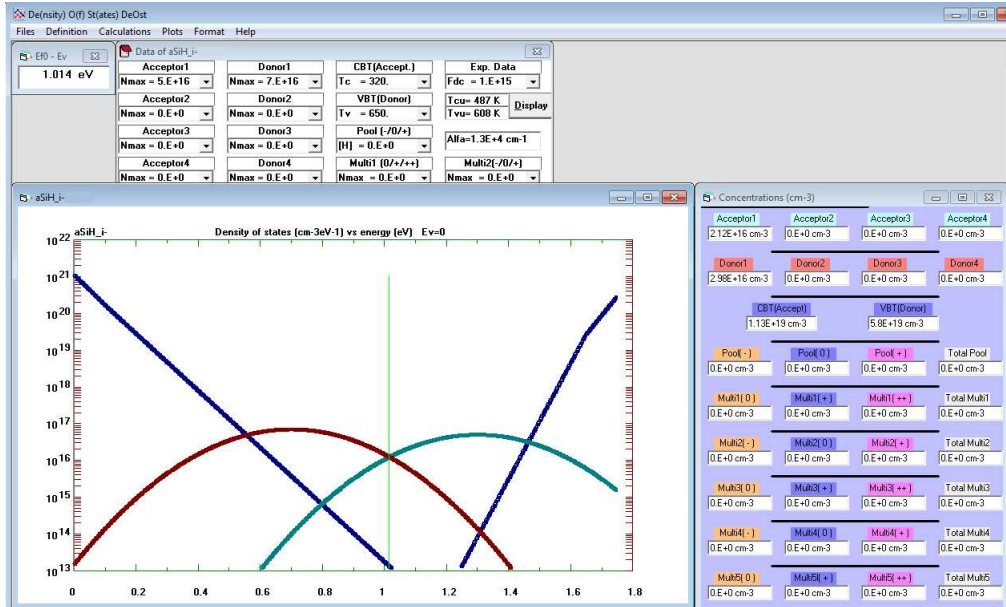 De(nsity) O(f) St(ates) DeOst
Files Definition Calculations Plots Format Help
Ef0 - Ev
1.014 eV
Data of aSiH_i-
Acceptor1 Donor1 CBT(Accept.) Exp. Data
Nmax = 5.E+16 Nmax = 7.E+16 Tc = 320. Fdc = 1.E+15
Acceptor2 Donor2 VBT(Donor) Tcu= 487 K
Nmax = 0.E+0 Nmax = 0.E+0 Tv = 650. Tvu= 608 K Display
Acceptor3 Donor3 Pool (-/0/+)
Nmax = 0.E+0 Nmax = 0.E+0 [H] = 0.E+0 Alfa=1.3E+4 cm-1
Acceptor4 Donor4 Multi1 (0/+/++) Multi2(-/0/+)
Nmax = 0.E+0 Nmax = 0.E+0 Nmax = 0.E+0 Nmax = 0.E+0
aSiH_i-
aSiH_i- Density of states (cm-3eV-1) vs energy (eV) Ev=0
10^22
10^21
10^20
10^19
10^18
10^17
10^16
10^15
10^14
10^13
0 0.2 0.4 0.6 0.8 1 1.2 1.4 1.6 1.8
Concentrations (cm-3)
Acceptor1 Acceptor2 Acceptor3 Acceptor4
2.12E+16 cm-3 0.E+0 cm-3 0.E+0 cm-3 0.E+0 cm-3
Donor1 Donor2 Donor3 Donor4
2.98E+16 cm-3 0.E+0 cm-3 0.E+0 cm-3 0.E+0 cm-3
CBT(Accept) VBT(Donor)
1.13E+19 cm-3 5.8E+19 cm-3
Pool( - ) Pool( 0 ) Pool( + ) Total Pool
0.E+0 cm-3 0.E+0 cm-3 0.E+0 cm-3 0.E+0 cm-3
Multi1( 0 ) Multi1( + ) Multi1( ++ ) Total Multi1
0.E+0 cm-3 0.E+0 cm-3 0.E+0 cm-3 0.E+0 cm-3
Multi2( - ) Multi2( 0 ) Multi2( + ) Total Multi2
0.E+0 cm-3 0.E+0 cm-3 0.E+0 cm-3 0.E+0 cm-3
Multi3( 0 ) Multi3( + ) Multi3( ++ ) Total Multi3
0.E+0 cm-3 0.E+0 cm-3 0.E+0 cm-3 0.E+0 cm-3
Multi4( - ) Multi4( 0 ) Multi4( + ) Total Multi4
0.E+0 cm-3 0.E+0 cm-3 0.E+0 cm-3 0.E+0 cm-3
Multi5( 0 ) Multi5( + ) Multi5( ++ ) Total Multi5
0.E+0 cm-3 0.E+0 cm-3 0.E+0 cm-3 0.E+0 cm-3